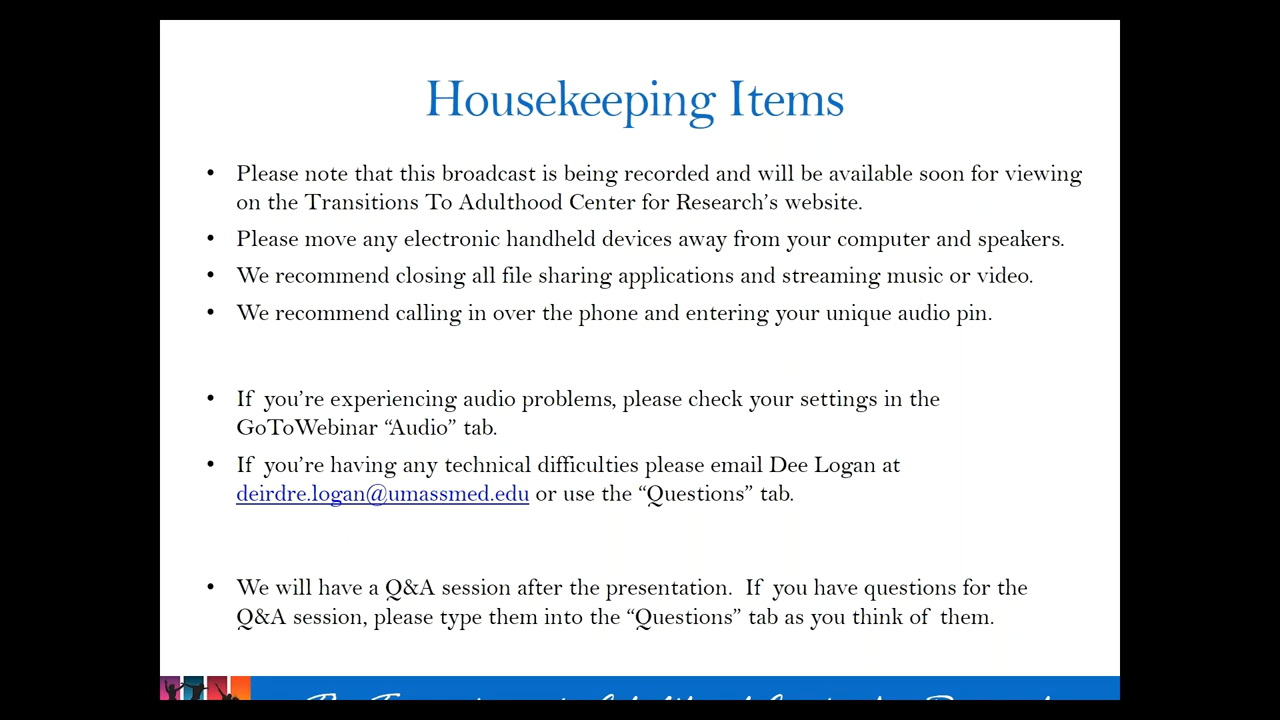 Housekeeping Items
• Please note that this broadcast is being recorded and will be available soon for viewing
on the Transitions To Adulthood Center for Research’s website.
• Please move any electronic handheld devices away from your computer and speakers.
• We recommend closing all file sharing applications and streaming music or video.
• We recommend calling in over the phone and entering your unique audio pin.
• If you’re experiencing audio problems, please check your settings in the
GoToWebinar “Audio” tab.
• If you’re having any technical difficulties please email Dee Logan at
deirdre.logan@umassmed.edu or use the “Questions” tab.
• We will have a Q&A session after the presentation. If you have questions for the
Q&A session, please type them into the “Questions” tab as you think of them.